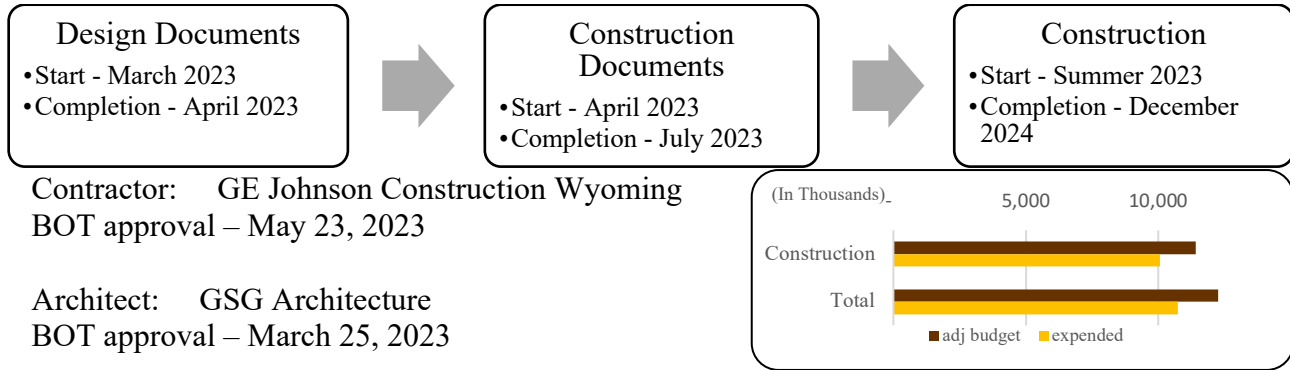 Design Documents
•Start - March 2023
•Completion - April 2023
Construction
Documents
•Start - April 2023
•Completion - July 2023
Construction
•Start - Summer 2023
•Completion - December
2024
Contractor: GE Johnson Construction Wyoming
BOT approval – May 23, 2023
Architect: GSG Architecture
BOT approval – March 25, 2023
(In Thousands) - 5,000 10,000
Construction
Total
adj budget expended